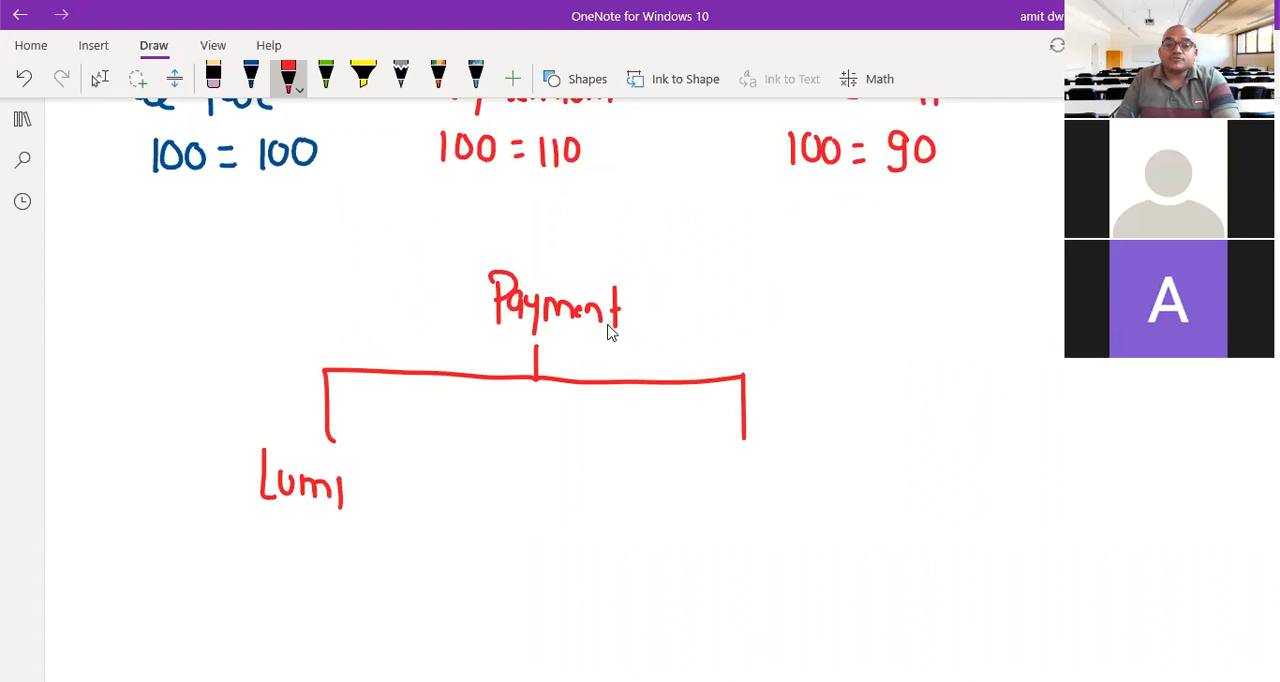 OneNote for Windows 10
amit dw
Home Insert Draw View Help
Shapes Ink to Shape Ink to Text Math
100 = 100
100 = 110
100 = 90
Payment
Lum
A